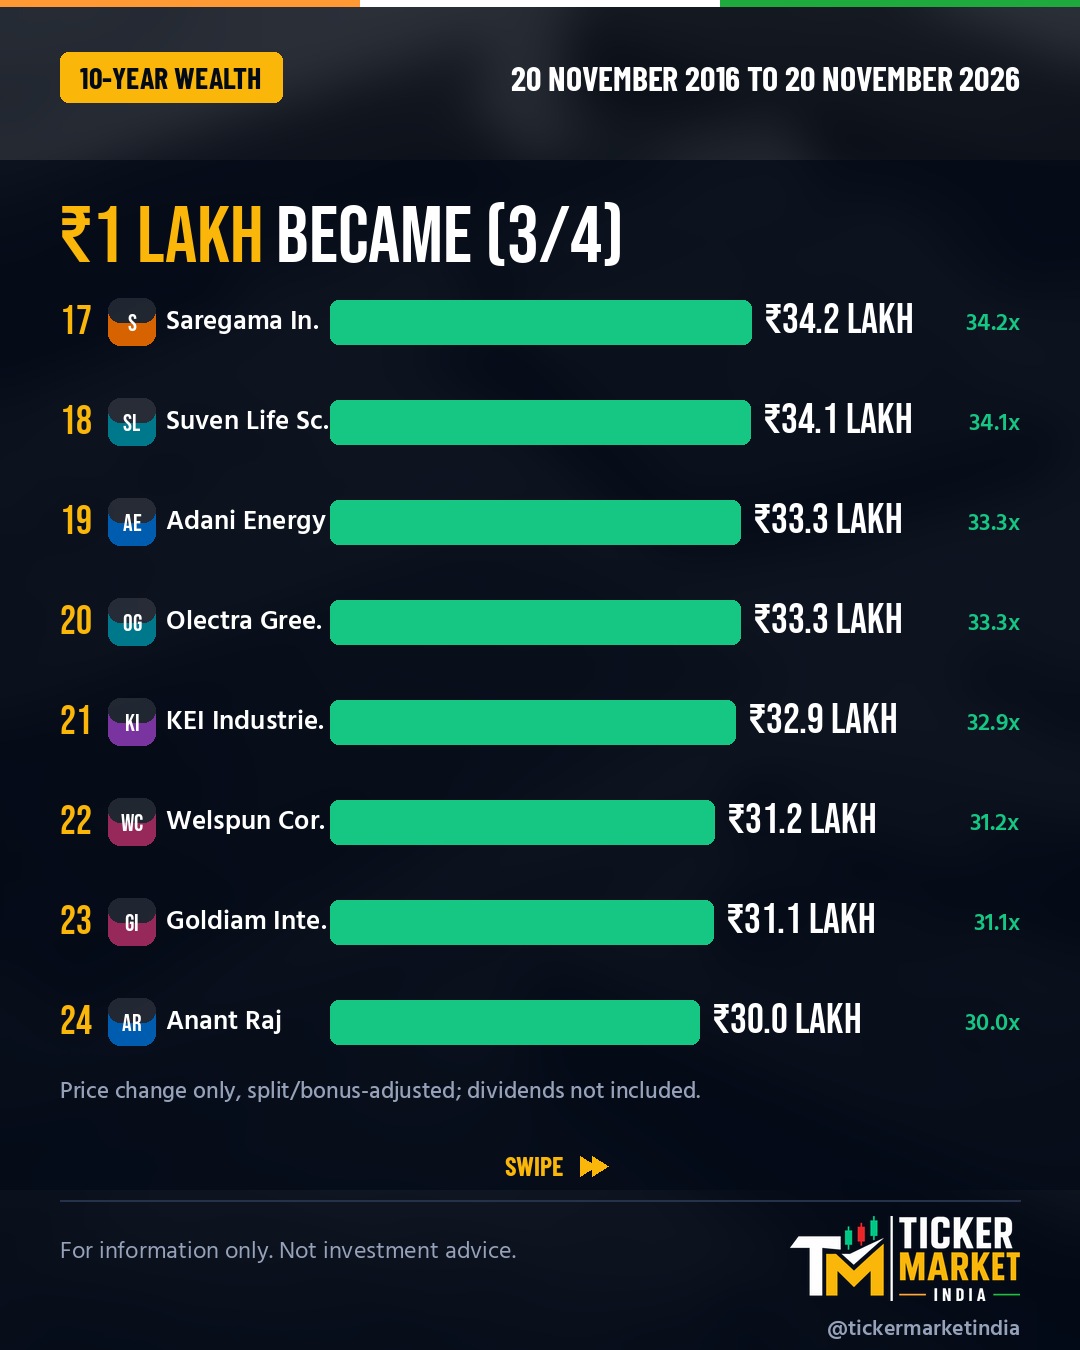 10-YEAR WEALTH
20 NOVEMBER 2016 TO 20 NOVEMBER 2026
₹1 LAKH BECAME (3/4)
17 S Saregama In. ₹34.2 LAKH 34.2x
18 SL Suven Life Sc. ₹34.1 LAKH 34.1x
19 AE Adani Energy ₹33.3 LAKH 33.3x
20 OG Olectra Gree. ₹33.3 LAKH 33.3x
21 KI KEI Industrie. ₹32.9 LAKH 32.9x
22 WC Welspun Cor. ₹31.2 LAKH 31.2x
23 GI Goldiam Inte. ₹31.1 LAKH 31.1x
24 AR Anant Raj ₹30.0 LAKH 30.0x
Price change only, split/bonus-adjusted; dividends not included.
SWIPE
For information only. Not investment advice.
TM
TICKER
MARKET
INDIA
@tickermarketindia